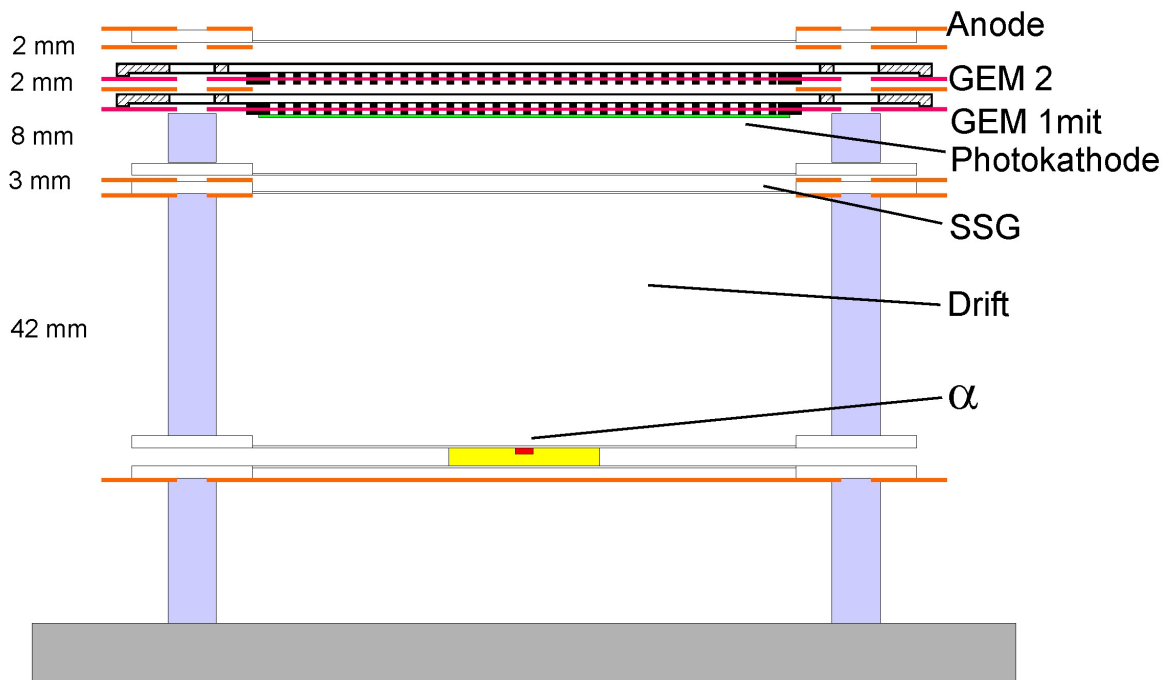 Anode
2 mm
2 mm
GEM 2
8 mm
GEM 1mit
Photokathode
3 mm
SSG
Drift
42 mm
α